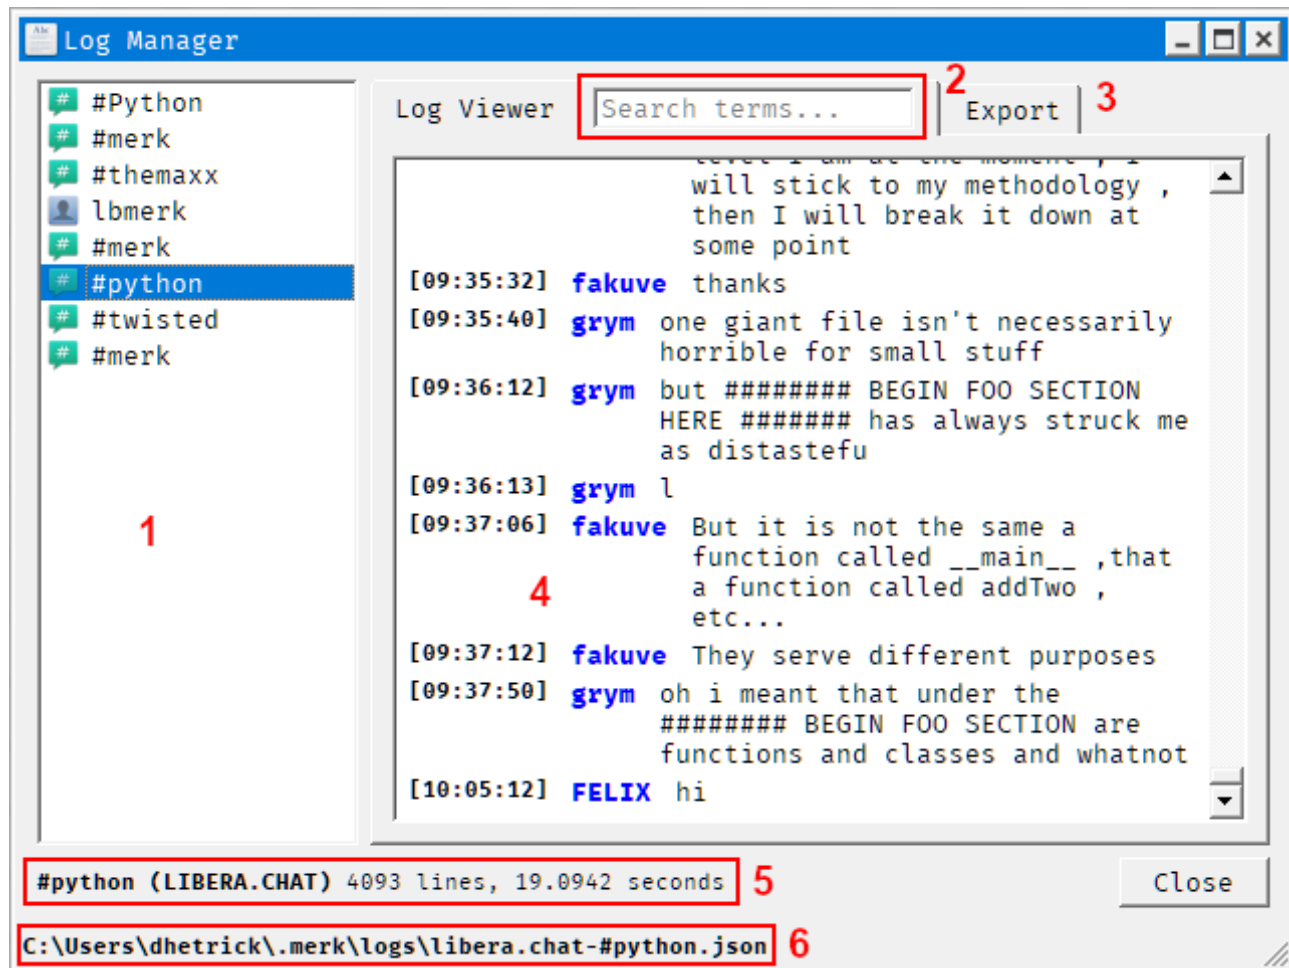 Log Manager
#Python
#merk
#themaxx
lbmerk
#merk
#python
#twisted
#merk
1
Log Viewer
Search terms...
2
Export
3
level I am at the moment , I
will stick to my methodology ,
then I will break it down at
some point
[09:35:32] fakuve thanks
[09:35:40] grym one giant file isn't necessarily
horrible for small stuff
[09:36:12] grym but ######## BEGIN FOO SECTION
HERE ####### has always struck me
as distastefu
[09:36:13] grym l
[09:37:06] fakuve But it is not the same a
function called __main__ ,that
a function called addTwo ,
etc...
4
[09:37:12] fakuve They serve different purposes
[09:37:50] grym oh i meant that under the
######## BEGIN FOO SECTION are
functions and classes and whatnot
[10:05:12] FELIX hi
#python (LIBERA.CHAT) 4093 lines, 19.0942 seconds
5
Close
C:\Users\dhetrick\.merk\logs\libera.chat-#python.json
6